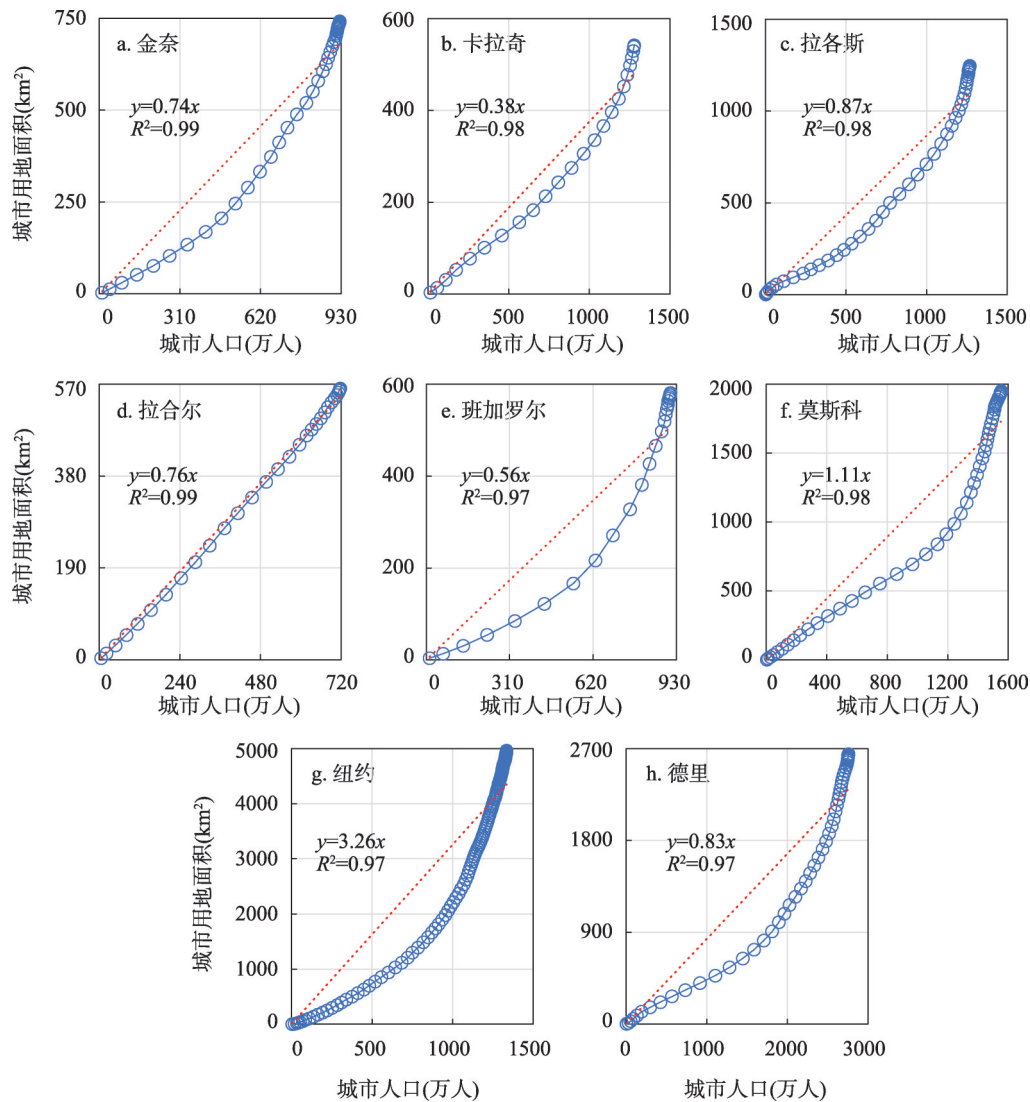 a. 金奈
y=0.74x
R²=0.99
750
500
250
0
0 310 620 930
城市人口(万人)
城市用地面积(km²)
b. 卡拉奇
y=0.38x
R²=0.98
600
400
200
0
0 500 1000 1500
城市人口(万人)
c. 拉各斯
y=0.87x
R²=0.98
1500
1000
500
0
0 500 1000 1500
城市人口(万人)
d. 拉合尔
y=0.76x
R²=0.99
570
380
190
0
0 240 480 720
城市人口(万人)
城市用地面积(km²)
e. 班加罗尔
y=0.56x
R²=0.97
600
400
200
0
0 310 620 930
城市人口(万人)
f. 莫斯科
y=1.11x
R²=0.98
2000
1500
1000
500
0
0 400 800 1200 1600
城市人口(万人)
g. 纽约
y=3.26x
R²=0.97
5000
4000
3000
2000
1000
0
0 500 1000 1500
城市人口(万人)
城市用地面积(km²)
h. 德里
y=0.83x
R²=0.97
2700
1800
900
0
0 1000 2000 3000
城市人口(万人)